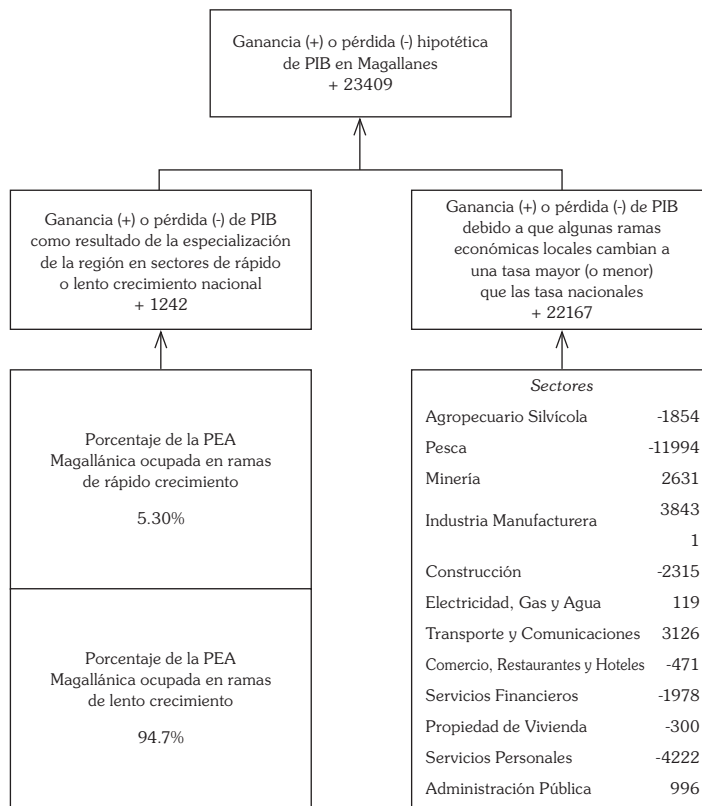 Ganancia (+) o pérdida (-) hipotética
de PIB en Magallanes
+ 23409
Ganancia (+) o pérdida (-) de PIB
como resultado de la especialización
de la región en sectores de rápido
o lento crecimiento nacional
+ 1242
Ganancia (+) o pérdida (-) de PIB
debido a que algunas ramas
económicas locales cambian a
una tasa mayor (o menor)
que las tasa nacionales
+ 22167
Porcentaje de la PEA
Magallánica ocupada en ramas
de rápido crecimiento
5.30%
Porcentaje de la PEA
Magallánica ocupada en ramas
de lento crecimiento
94.7%
Sectores
Agropecuario Silvícola -1854
Pesca -11994
Minería 2631
Industria Manufacturera 3843
1
Construcción -2315
Electricidad, Gas y Agua 119
Transporte y Comunicaciones 3126
Comercio, Restaurantes y Hoteles -471
Servicios Financieros -1978
Propiedad de Vivienda -300
Servicios Personales -4222
Administración Pública 996